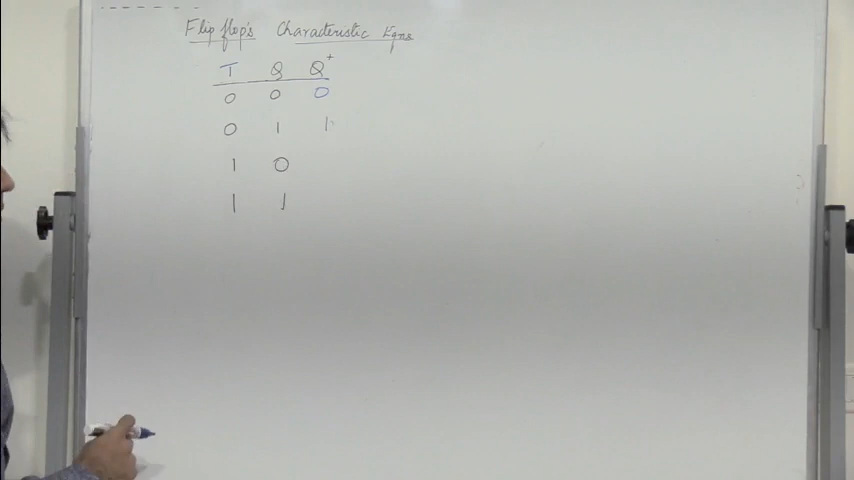 Flip flop's Characteristic Eqns
T Q Q⁺
0 0 0
0 1 1
1 0
1 1